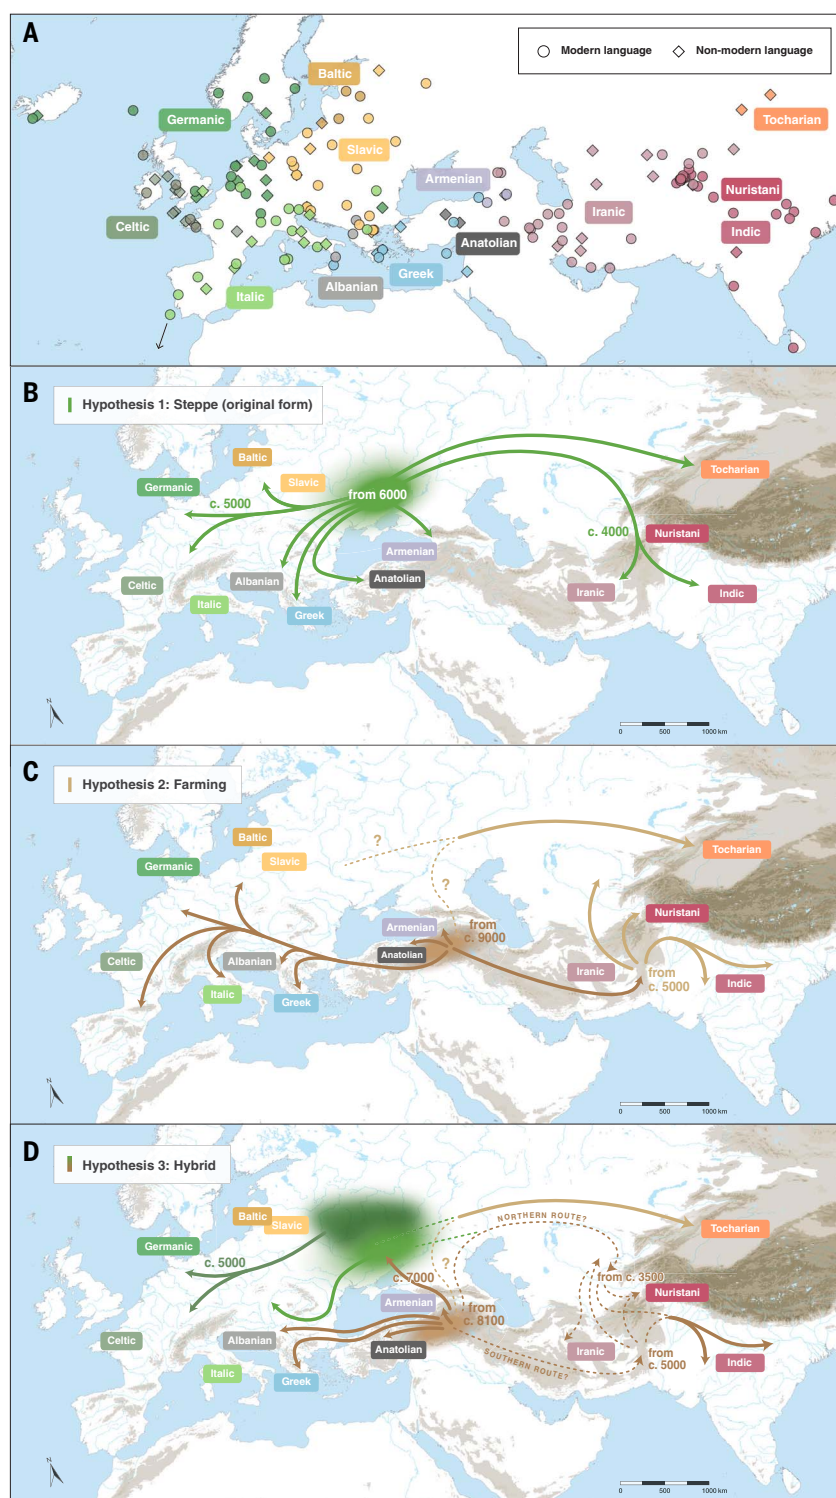 A
Modern language
Non-modern language
Baltic
Germanic
Tocharian
Slavic
Armenian
Nuristani
Iranic
Celtic
Indic
Anatolian
Greek
Albanian
Italic
B
Hypothesis 1: Steppe (original form)
Baltic
Tocharian
Slavic
Germanic
from 6000
c. 5000
c. 4000
Nuristani
Armenian
Celtic
Albanian
Anatolian
Iranic
Indic
Italic
Greek
N
0 500 1000 km
C
Hypothesis 2: Farming
Baltic
?
Tocharian
Slavic
Germanic
?
Nuristani
Armenian
from
c. 9000
Celtic
Albanian
Anatolian
Iranic
from
c. 5000
Indic
Italic
Greek
N
0 500 1000 km
D
Hypothesis 3: Hybrid
Baltic
Slavic
NORTHERN ROUTE?
Tocharian
Germanic
c. 5000
?
c. 7000
from c. 3500
Nuristani
Armenian
from
c. 8100
Celtic
Albanian
Anatolian
SOUTHERN ROUTE?
Iranic
from
c. 5000
Indic
Italic
Greek
N
0 500 1000 km